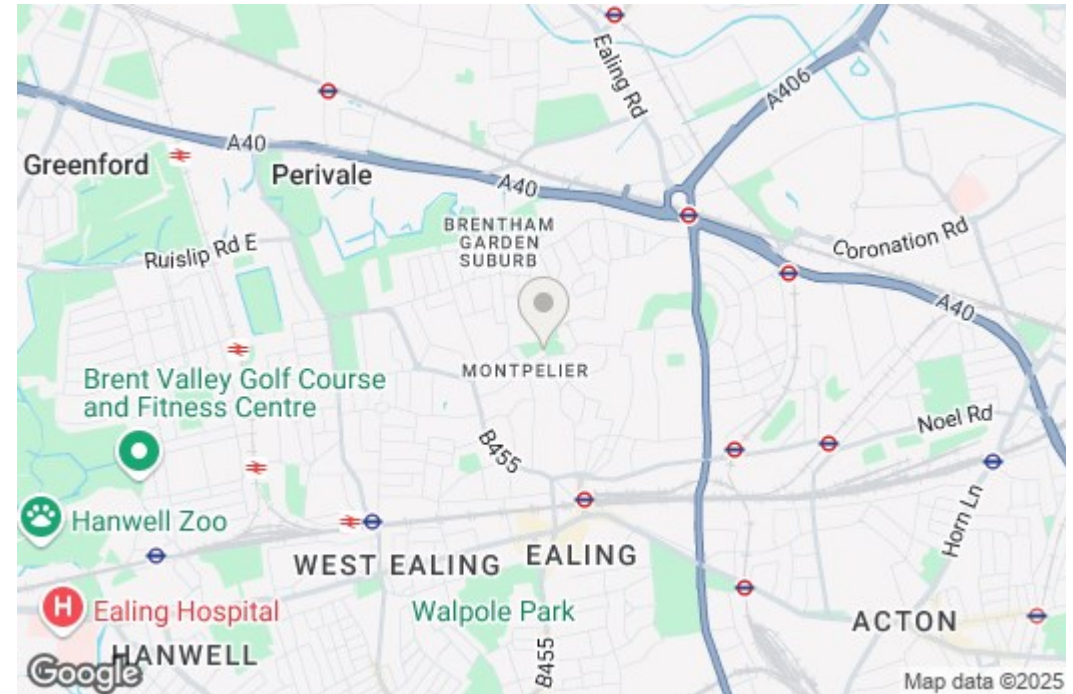 Ealing Rd
A406
A40
Greenford
Perivale
A40
BRENTHAM
GARDEN
SUBURB
Coronation Rd
Ruislip Rd E
A40
MONTPELIER
Brent Valley Golf Course
and Fitness Centre
Noel Rd
B455
Hanwell Zoo
Horn Ln
WEST EALING
EALING
H
Ealing Hospital
Walpole Park
ACTON
HANWELL
B455
Google
Map data ©2025